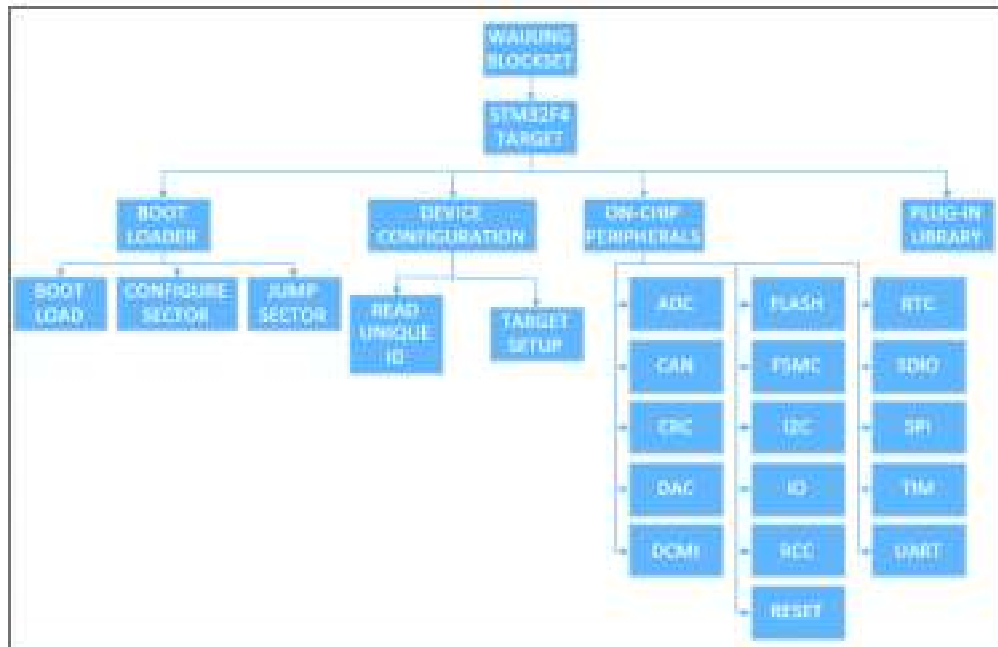 WAIJUNG
BLOCKSET
STM32F4
TARGET
BOOT
LOADER
DEVICE
CONFIGURATION
ON-CHIP
PERIPHERALS
PLUG-IN
LIBRARY
BOOT
LOAD
CONFIGURE
SECTOR
JUMP
SECTOR
READ
UNIQUE
ID
TARGET
SETUP
ADC
FLASH
RTC
CAN
FSMC
SDIO
CRC
I2C
SPI
DAC
IO
TIM
DCMI
RCC
UART
RESET